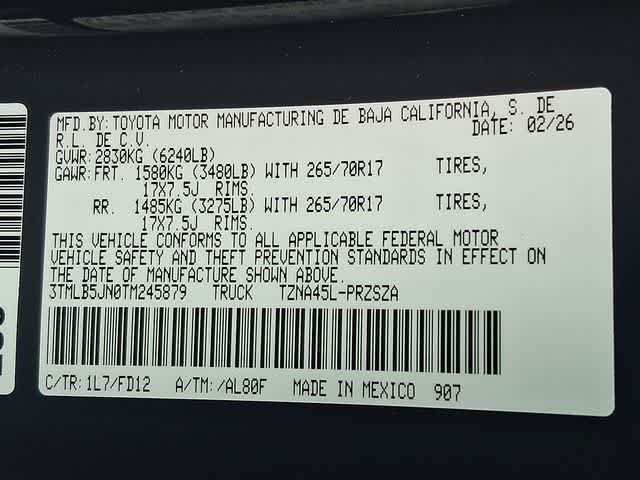 MFD.BY: TOYOTA MOTOR MANUFACTURING DE BAJA CALIFORNIA, S. DE
R.L. DE C.V. DATE: 02/26
GVWR: 2830KG (6240LB)
GAWR: FRT. 1580KG (3480LB) WITH 265/70R17 TIRES,
17X7.5J RIMS.
RR. 1485KG (3275LB) WITH 265/70R17 TIRES,
17X7.5J RIMS.
THIS VEHICLE CONFORMS TO ALL APPLICABLE FEDERAL MOTOR
VEHICLE SAFETY AND THEFT PREVENTION STANDARDS IN EFFECT ON
THE DATE OF MANUFACTURE SHOWN ABOVE.
3TMLB5JN0TM245879 TRUCK TZNA45L-PRZSZA
C/TR: 1L7/FD12 A/TM: /AL80F MADE IN MEXICO 907